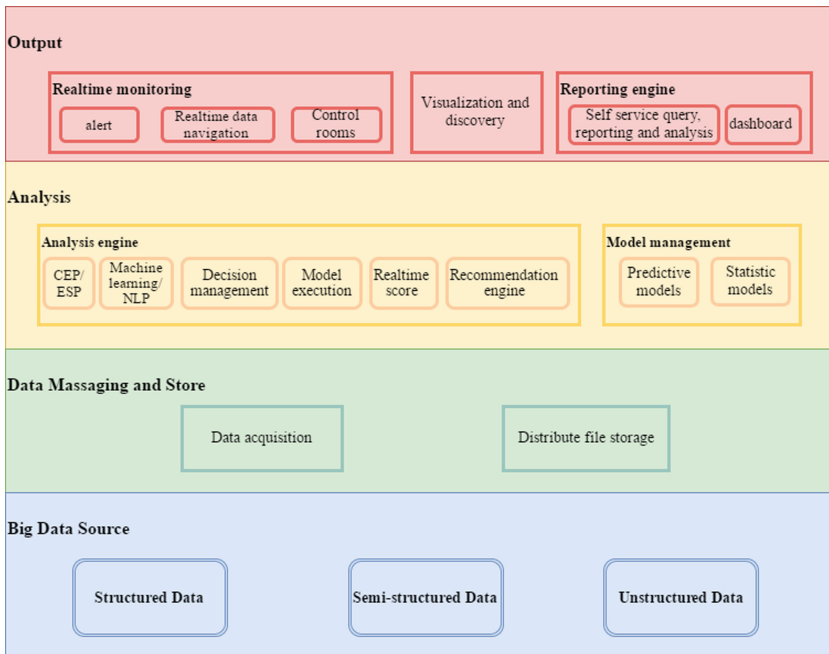 Output
Realtime monitoring
alert
Realtime data
navigation
Control
rooms
Visualization and
discovery
Reporting engine
Self service query,
reporting and analysis
dashboard
Analysis
Analysis engine
CEP/
ESP
Machine
learning/
NLP
Decision
management
Model
execution
Realtime
score
Recommendation
engine
Model management
Predictive
models
Statistic
models
Data Massaging and Store
Data acquisition
Distribute file storage
Big Data Source
Structured Data
Semi-structured Data
Unstructured Data